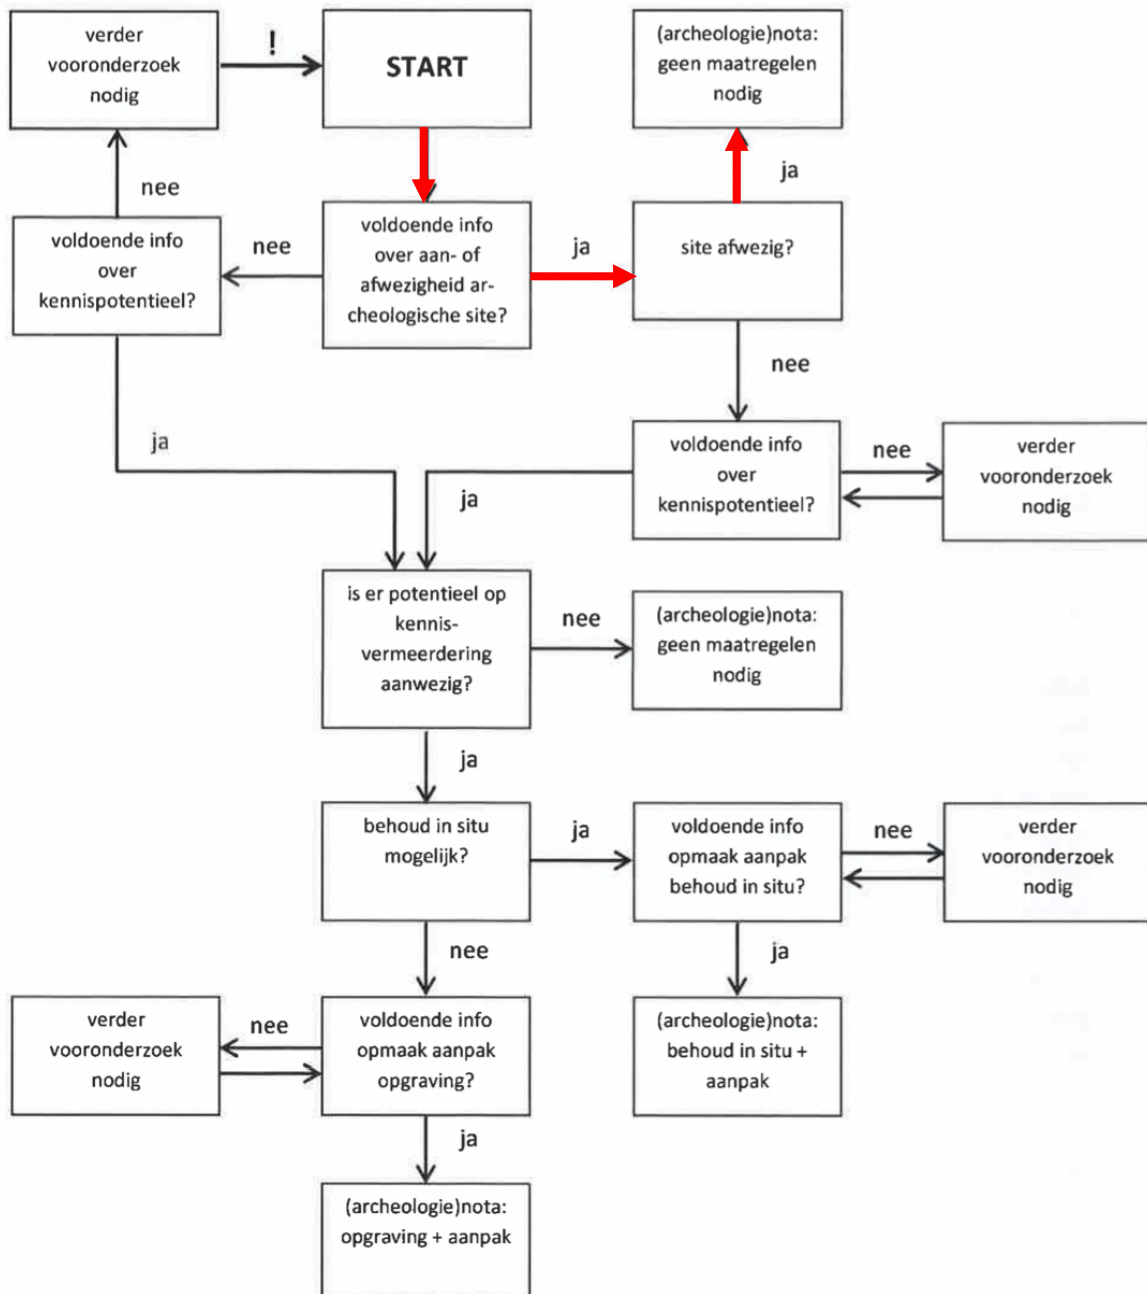 verder
vooronderzoek
nodig
!
START
(archeologie)nota:
geen maatregelen
nodig
nee
ja
voldoende info
over
kennispotentieel?
nee
voldoende info
over aan- of
afwezigheid ar-
cheologische site?
ja
site afwezig?
nee
ja
ja
voldoende info
over
kennispotentieel?
nee
verder
vooronderzoek
nodig
is er potentieel op
kennis-
vermeerdering
aanwezig?
nee
(archeologie)nota:
geen maatregelen
nodig
ja
behoud in situ
mogelijk?
ja
voldoende info
opmaak aanpak
behoud in situ?
nee
verder
vooronderzoek
nodig
nee
ja
verder
vooronderzoek
nodig
nee
voldoende info
opmaak aanpak
opgraving?
(archeologie)nota:
behoud in situ +
aanpak
ja
(archeologie)nota:
opgraving + aanpak